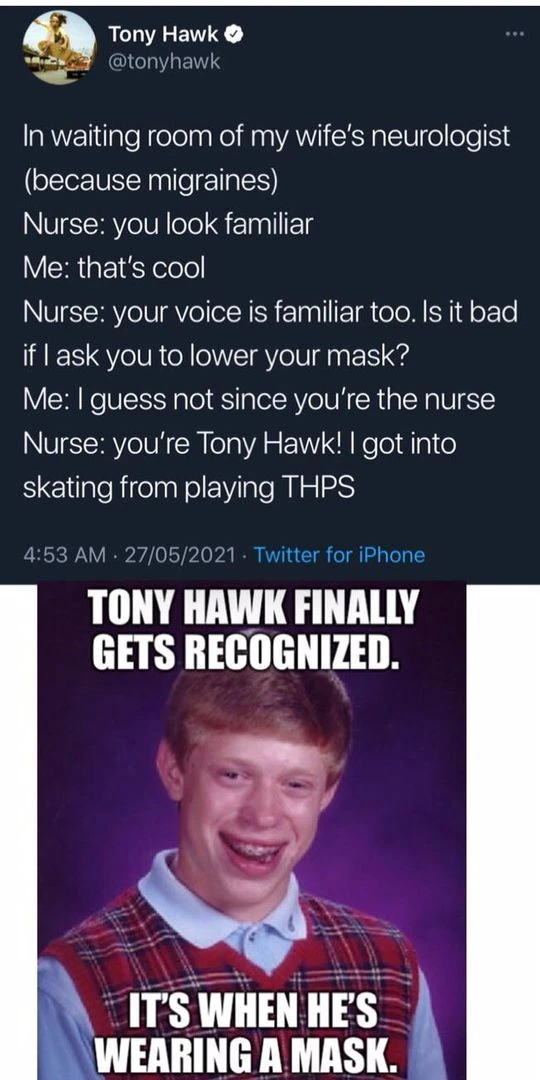 Tony Hawk
@tonyhawk
In waiting room of my wife's neurologist
(because migraines)
Nurse: you look familiar
Me: that's cool
Nurse: your voice is familiar too. Is it bad
if I ask you to lower your mask?
Me: I guess not since you're the nurse
Nurse: you're Tony Hawk! I got into
skating from playing THPS
4:53 AM · 27/05/2021 · Twitter for iPhone
TONY HAWK FINALLY
GETS RECOGNIZED.
IT'S WHEN HE'S
WEARING A MASK.